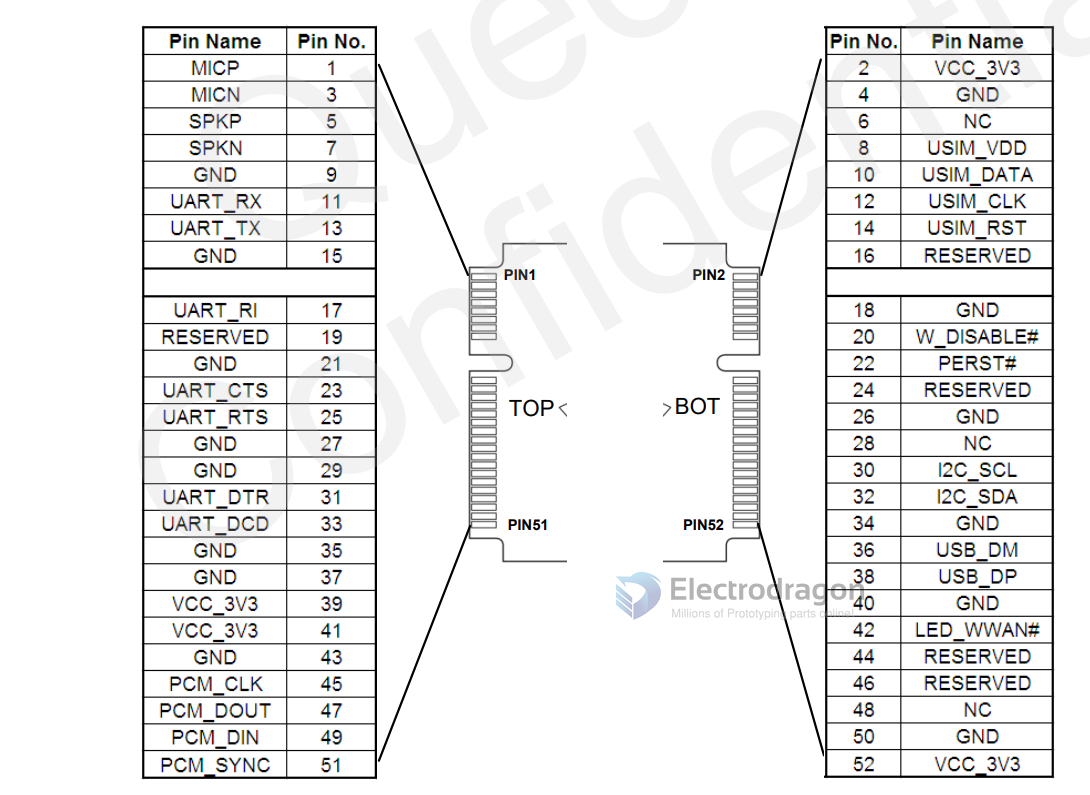 Pin Name Pin No.
MICP 1
MICN 3
SPKP 5
SPKN 7
GND 9
UART_RX 11
UART_TX 13
GND 15
UART_RI 17
RESERVED 19
GND 21
UART_CTS 23
UART_RTS 25
GND 27
GND 29
UART_DTR 31
UART_DCD 33
GND 35
GND 37
VCC_3V3 39
VCC_3V3 41
GND 43
PCM_CLK 45
PCM_DOUT 47
PCM_DIN 49
PCM_SYNC 51
PIN1 PIN2
TOP BOT
PIN51 PIN52
Pin No. Pin Name
2 VCC_3V3
4 GND
6 NC
8 USIM_VDD
10 USIM_DATA
12 USIM_CLK
14 USIM_RST
16 RESERVED
18 GND
20 W_DISABLE#
22 PERST#
24 RESERVED
26 GND
28 NC
30 I2C_SCL
32 I2C_SDA
34 GND
36 USB_DM
38 USB_DP
40 GND
42 LED_WWAN#
44 RESERVED
46 RESERVED
48 NC
50 GND
52 VCC_3V3
Electrodragon
Millions of Prototyping parts online!